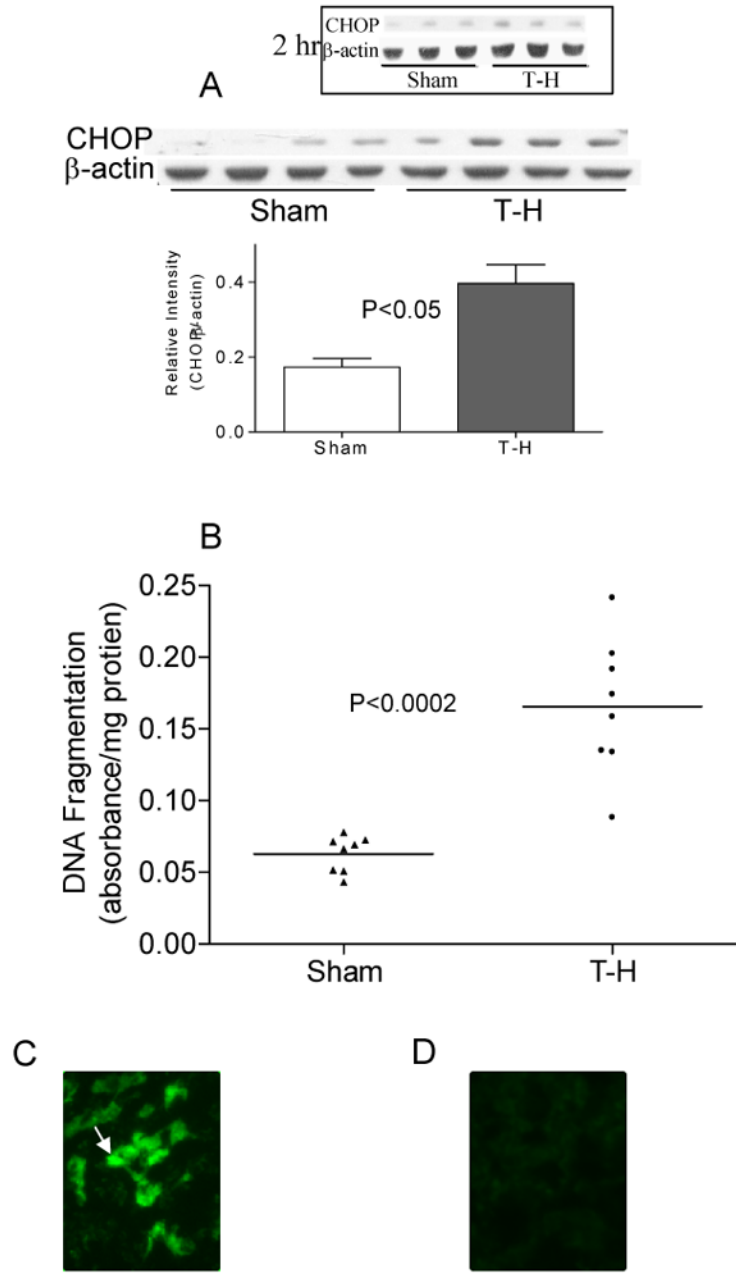 CHOP
2 hr β-actin
Sham T-H
A
CHOP
β-actin
Sham T-H
Relative Intensity
(CHOPβ/actin)
0.4
0.2
0.0
P<0.05
Sham T-H
B
DNA Fragmentation
(absorbance/mg protien)
0.25
0.20
0.15
0.10
0.05
0.00
P<0.0002
Sham T-H
C D